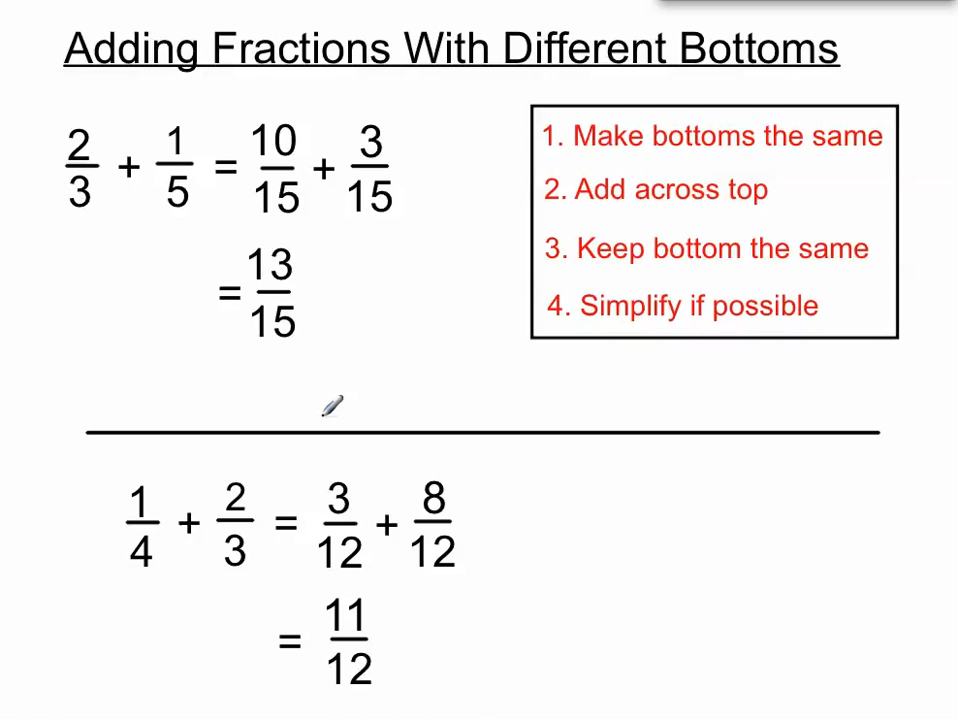 Adding Fractions With Different Bottoms
2/3 + 1/5 = 10/15 + 3/15
= 13/15
1. Make bottoms the same
2. Add across top
3. Keep bottom the same
4. Simplify if possible
1/4 + 2/3 = 3/12 + 8/12
= 11/12